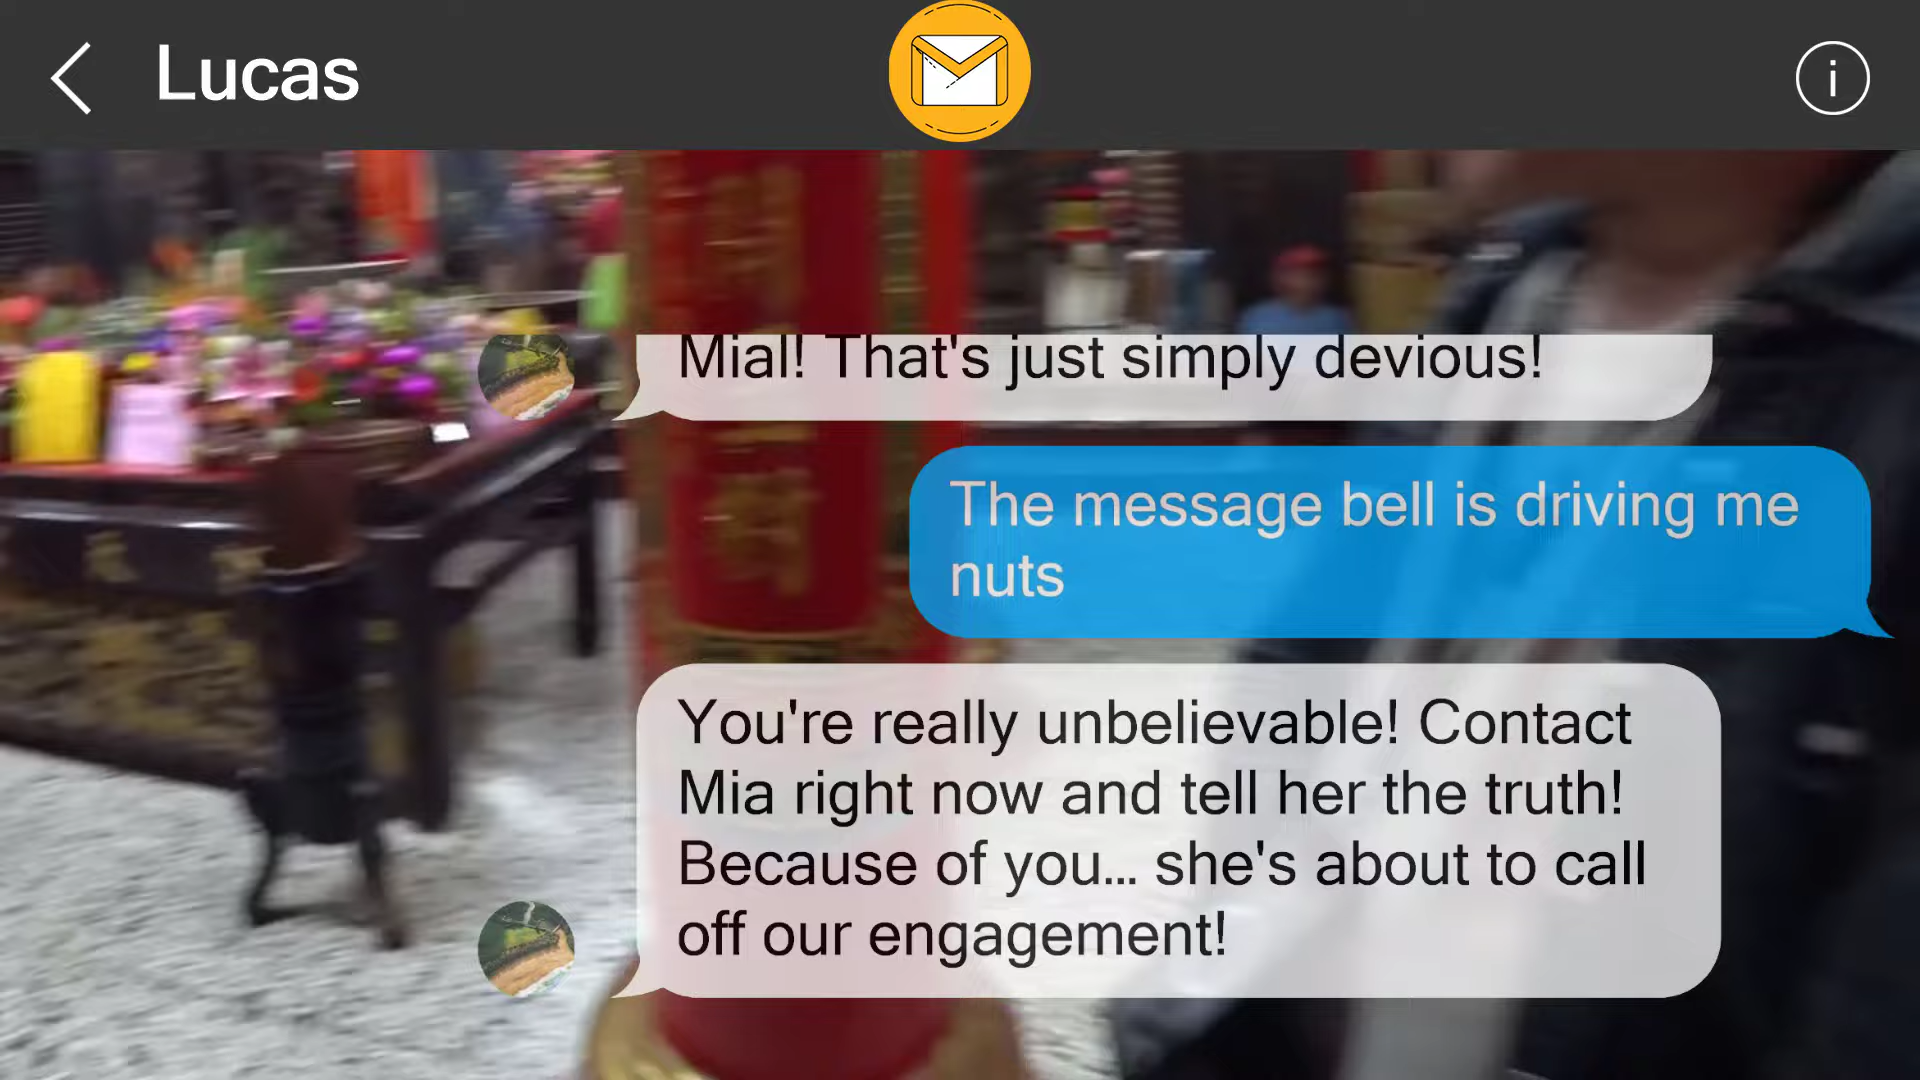 Lucas
Mial! That's just simply devious!
The message bell is driving me
nuts
You're really unbelievable! Contact
Mia right now and tell her the truth!
Because of you... she's about to call
off our engagement!